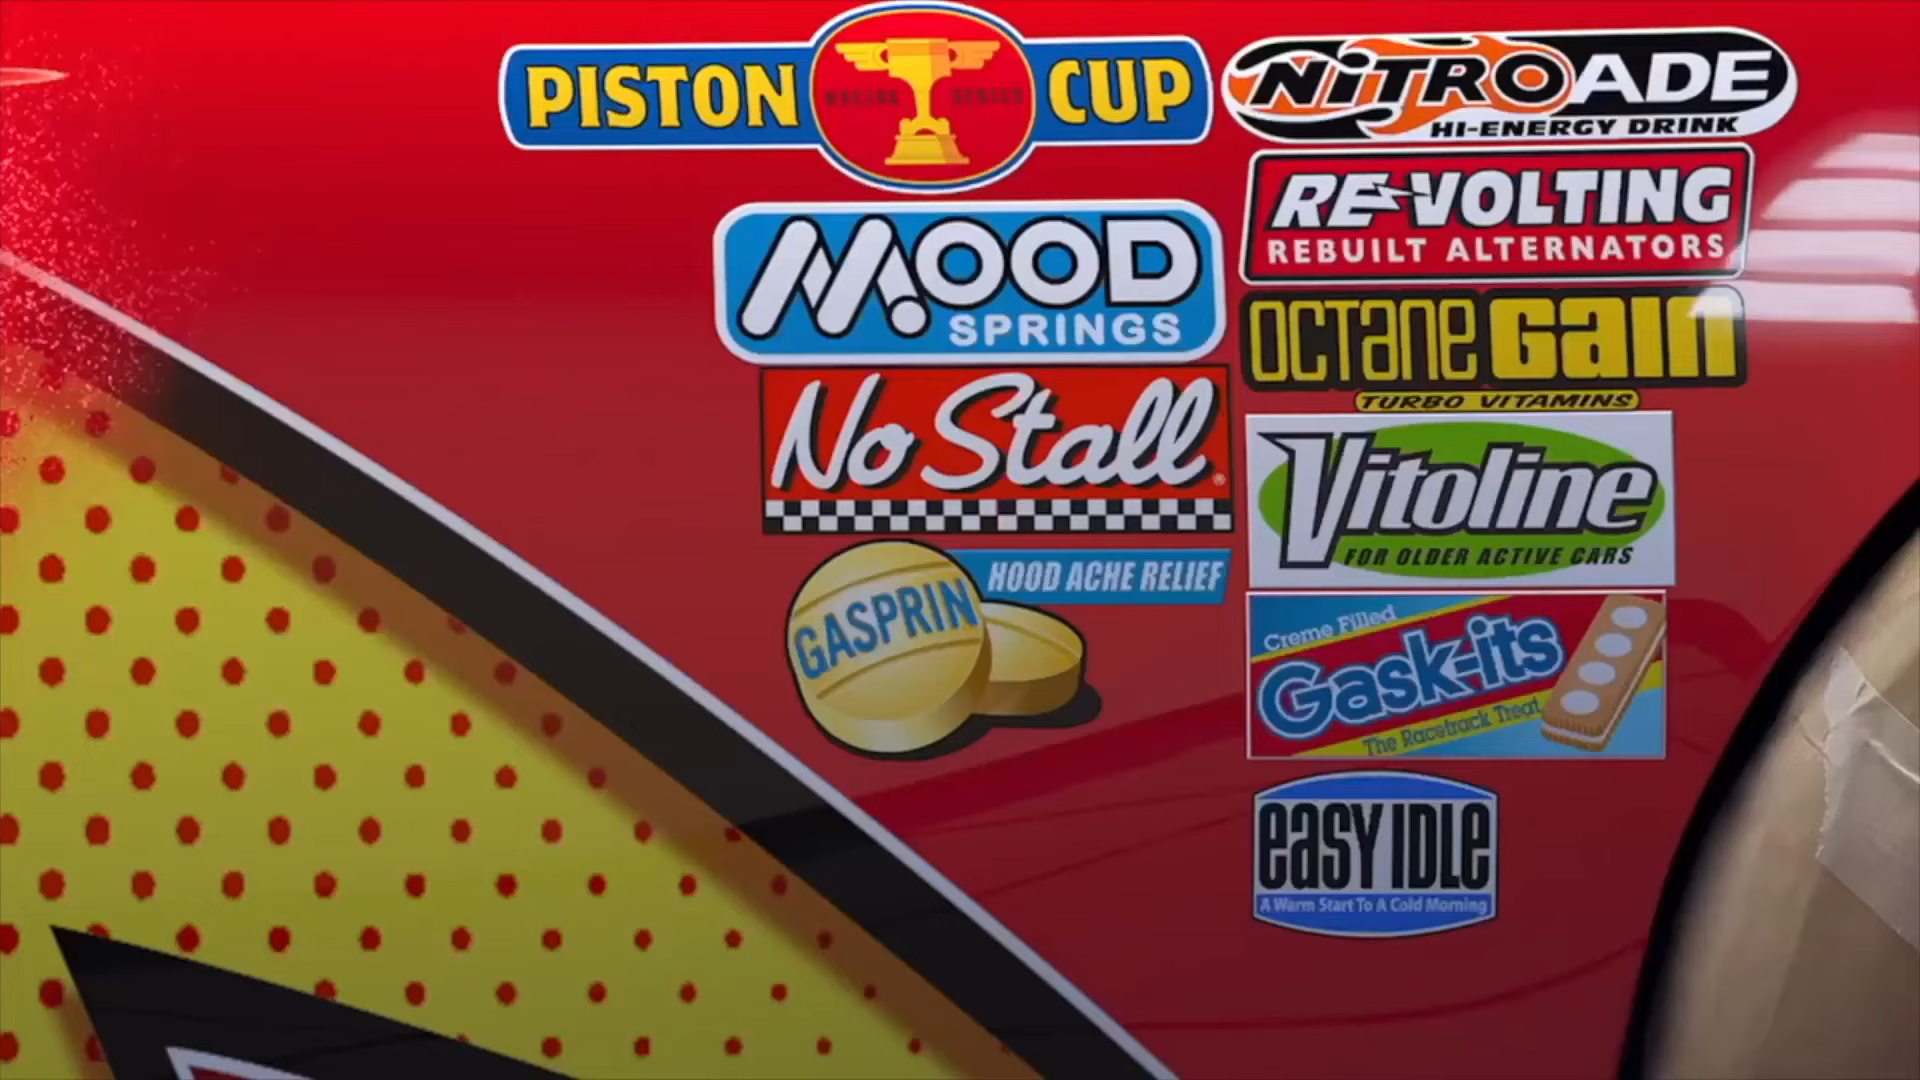 PISTON CUP
RACING SERIES
MOOD
SPRINGS
No Stall®
HOOD ACHE RELIEF
GASPRIN
NITROADE
HI-ENERGY DRINK
RE-VOLTING
REBUILT ALTERNATORS
OCTANE GAIN
TURBO VITAMINS
Vitoline
FOR OLDER ACTIVE CARS
Creme Filled
Gask-its
The Racetrack Treat
EASY IDLE
A Warm Start To A Cold Morning